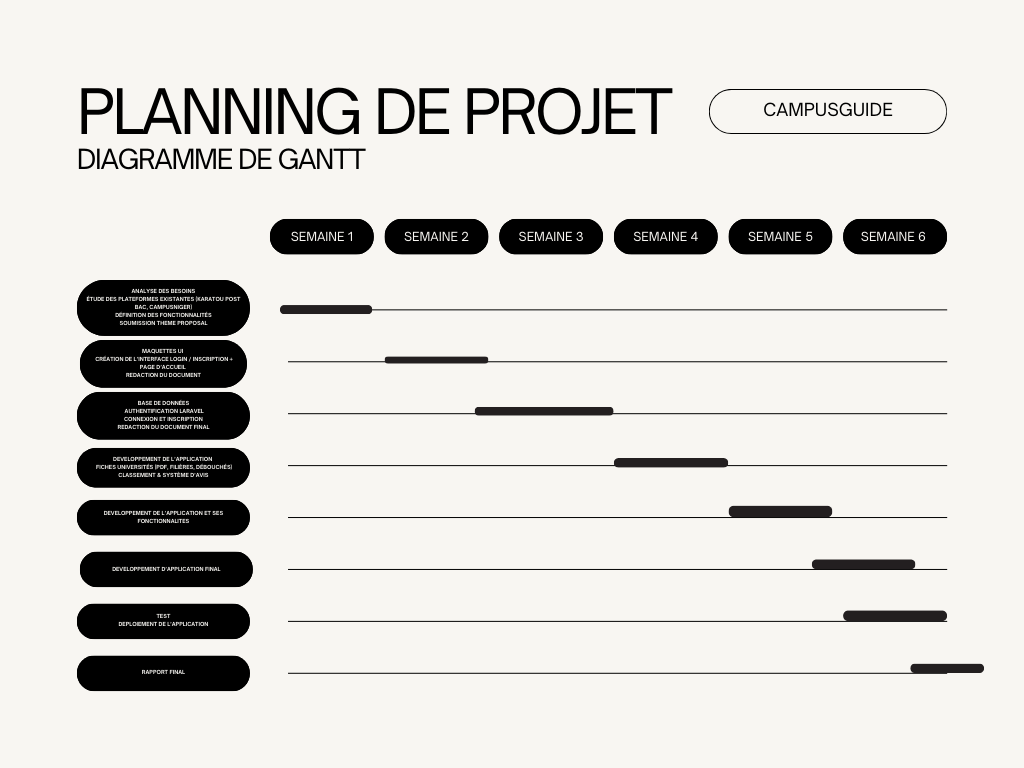 PLANNING DE PROJET
CAMPUSGUIDE
DIAGRAMME DE GANTT
SEMAINE 1
SEMAINE 2
SEMAINE 3
SEMAINE 4
SEMAINE 5
SEMAINE 6
ANALYSE DES BESOINS
ÉTUDE DES PLATEFORMES EXISTANTES (KARATOU POST
BAC, CAMPUSNIGER)
DÉFINITION DES FONCTIONNALITÉS
SOUMISSION THEME PROPOSAL
MAQUETTES UI
CRÉATION DE L'INTERFACE LOGIN / INSCRIPTION +
PAGE D'ACCUEIL
REDACTION DU DOCUMENT
BASE DE DONNÉES
AUTHENTIFICATION LARAVEL
CONNEXION ET INSCRIPTION
REDACTION DU DOCUMENT FINAL
DEVELOPPEMENT DE L'APPLICATION
FICHES UNIVERSITÉS (PDF, FILIÈRES, DÉBOUCHÉS)
CLASSEMENT & SYSTÈME D'AVIS
DEVELOPPEMENT DE L'APPLICATION ET SES
FONCTIONNALITES
DEVELOPPEMENT D'APPLICATION FINAL
TEST
DEPLOIEMENT DE L'APPLICATION
RAPPORT FINAL